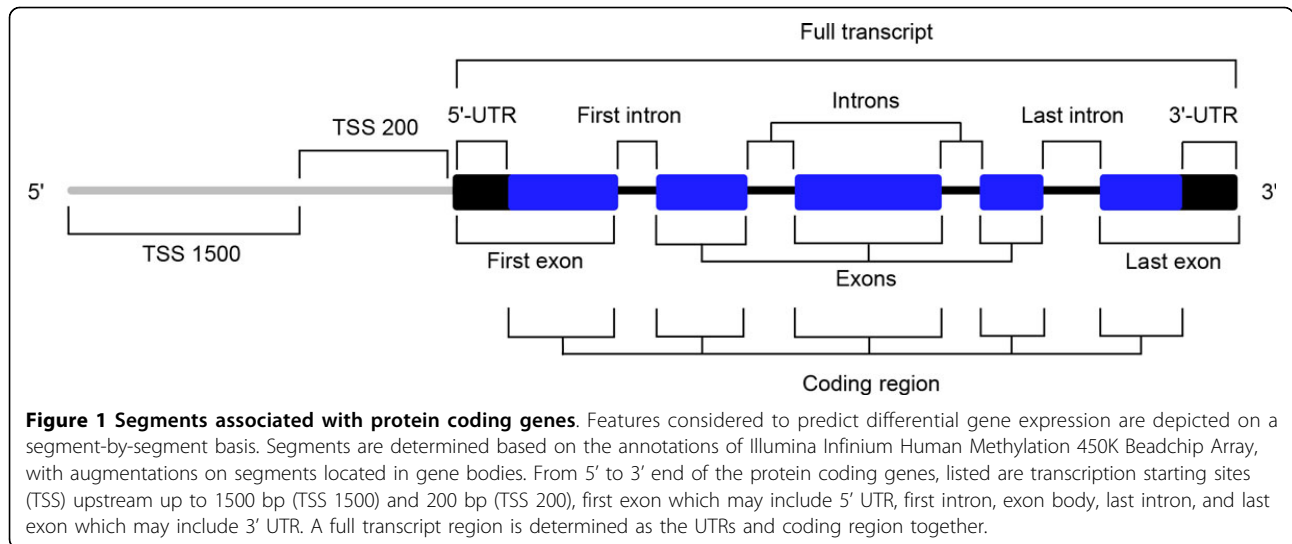 Full transcript
5'-UTR
First intron
Introns
Last intron
3'-UTR
TSS 200
5'
3'
TSS 1500
First exon
Exons
Last exon
Coding region
Figure 1 Segments associated with protein coding genes. Features considered to predict differential gene expression are depicted on a
segment-by-segment basis. Segments are determined based on the annotations of Illumina Infinium Human Methylation 450K Beadchip Array,
with augmentations on segments located in gene bodies. From 5’ to 3’ end of the protein coding genes, listed are transcription starting sites
(TSS) upstream up to 1500 bp (TSS 1500) and 200 bp (TSS 200), first exon which may include 5’ UTR, first intron, exon body, last intron, and last
exon which may include 3’ UTR. A full transcript region is determined as the UTRs and coding region together.